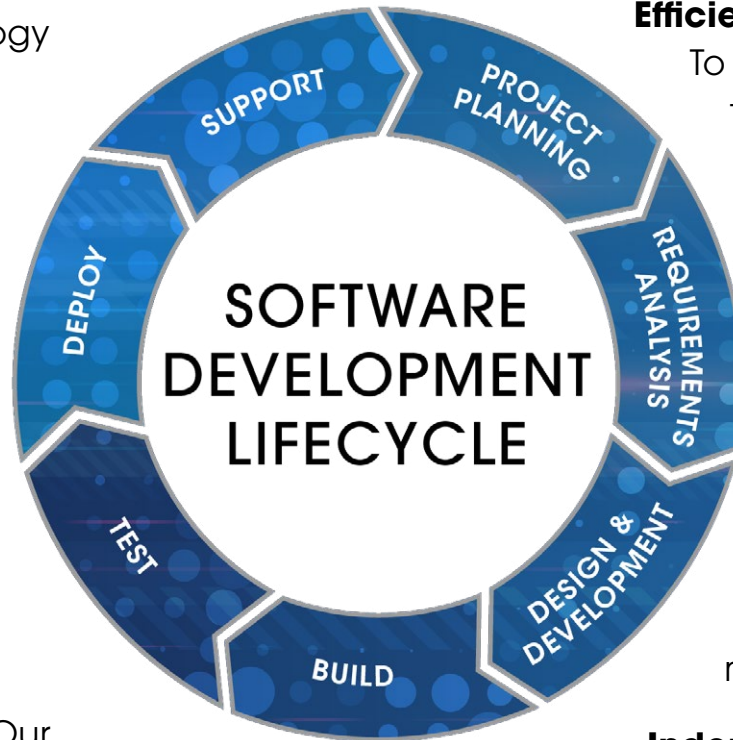 ogy
Efficie
To
SUPPORT
PROJECT
PLANNING
REQUIREMENTS
ANALYSIS
DESIGN &
DEVELOPMENT
BUILD
TEST
DEPLOY
SOFTWARE
DEVELOPMENT
LIFECYCLE
Our